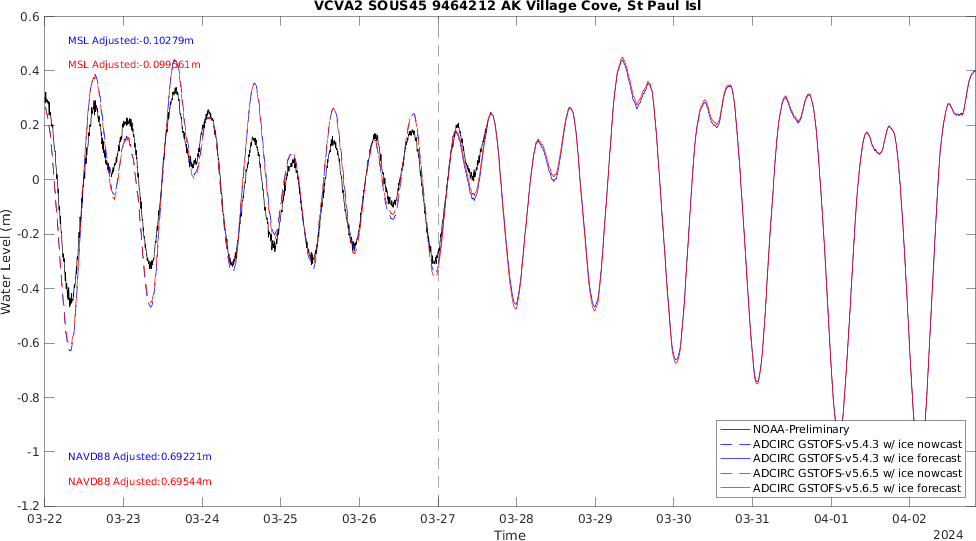 VCVA2 SOUS45 9464212 AK Village Cove, St Paul Isl
0.6
0.4
0.2
0
-0.2
-0.4
-0.6
-0.8
-1
-1.2
Water Level (m)
MSL Adjusted:-0.10279m
MSL Adjusted:-0.099561m
NAVD88 Adjusted:0.69221m
NAVD88 Adjusted:0.69544m
NOAA-Preliminary
ADCIRC GSTOFS-v5.4.3 w/ ice nowcast
ADCIRC GSTOFS-v5.4.3 w/ ice forecast
ADCIRC GSTOFS-v5.6.5 w/ ice nowcast
ADCIRC GSTOFS-v5.6.5 w/ ice forecast
03-22 03-23 03-24 03-25 03-26 03-27 03-28 03-29 03-30 03-31 04-01 04-02
Time
2024